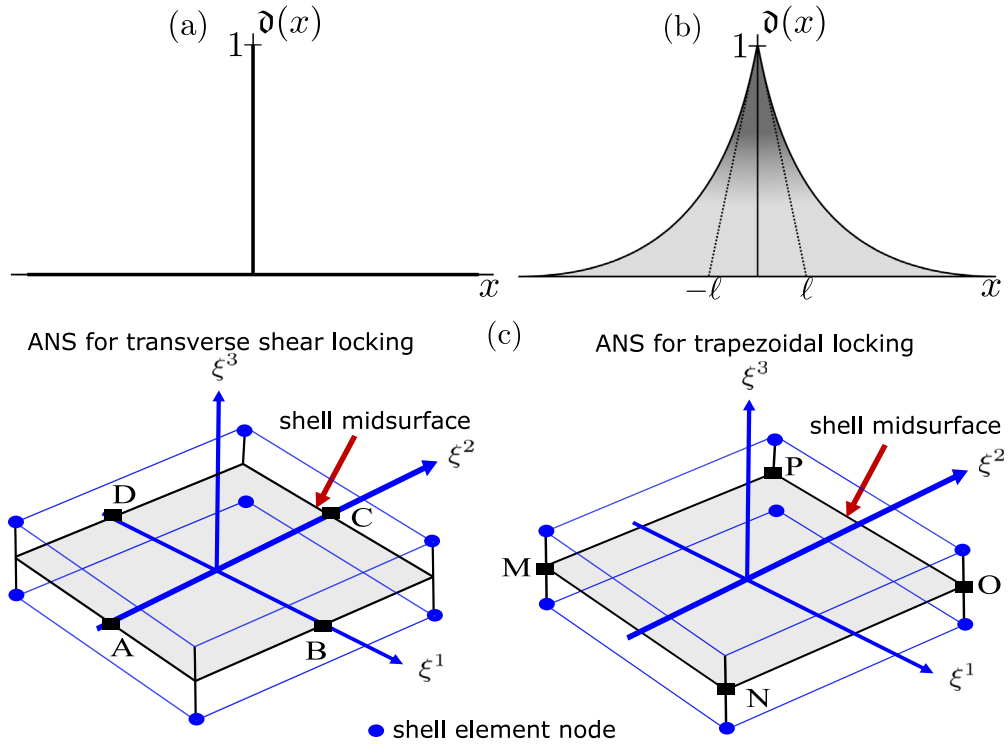 (a)
𝔡(x)
1
x
(b)
𝔡(x)
1
−ℓ
ℓ
x
(c)
ANS for transverse shear locking
ξ³
shell midsurface
ξ²
D
C
A
B
ξ¹
ANS for trapezoidal locking
ξ³
shell midsurface
P
ξ²
M
O
N
ξ¹
shell element node